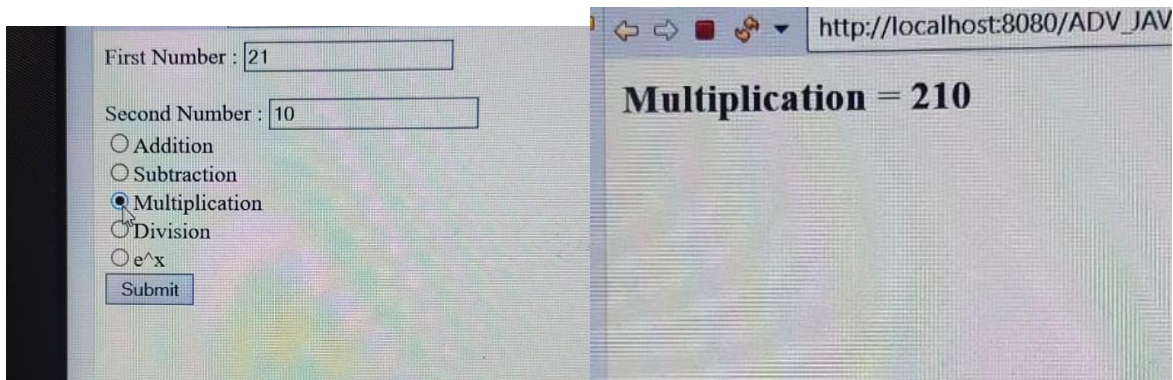 First Number : 21
Second Number : 10
Addition
Subtraction
Multiplication
Division
e^x
Submit
http://localhost:8080/ADV_JAV
Multiplication = 210